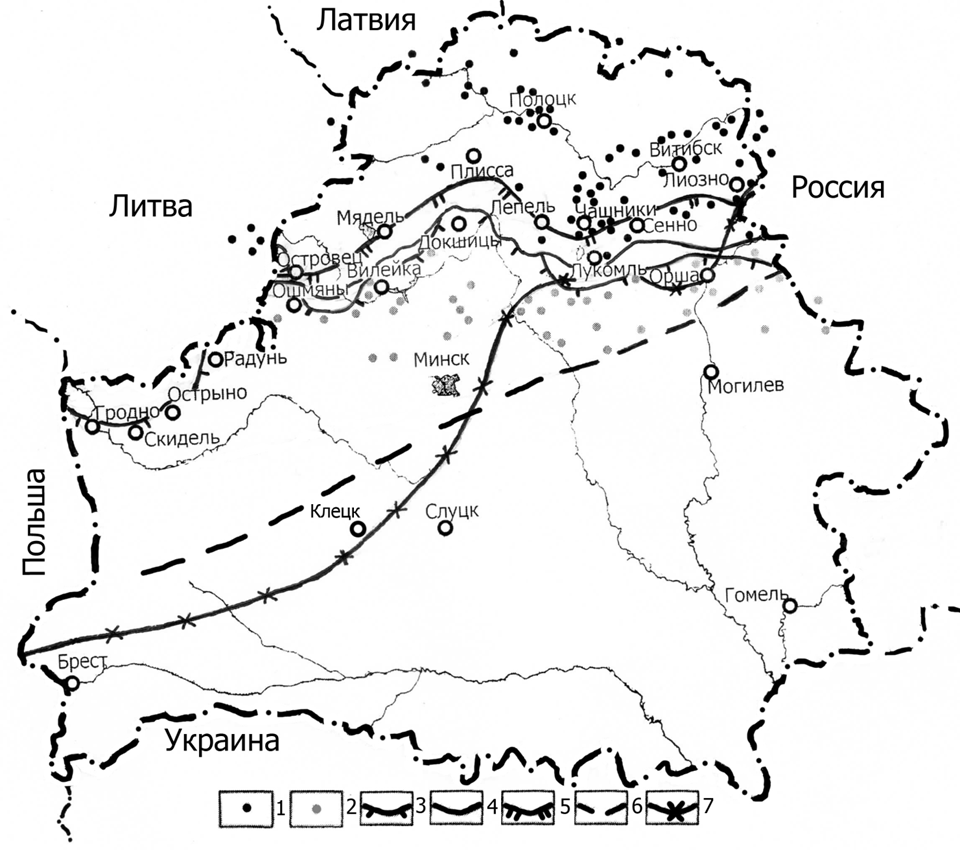 Латвия
Полоцк
Витибск
Плисса
Лиозно
Россия
Литва
Лепель
Чашники
Мядель
Сенно
Докшицы
Островец
Вилейка
Лукомль
Орша
Ошмяны
Радунь
Минск
Могилев
Острыно
Гродно
Скидель
Польша
Клецк
Слуцк
Гомель
Брест
Украина
1 2 3 4 5 6 7